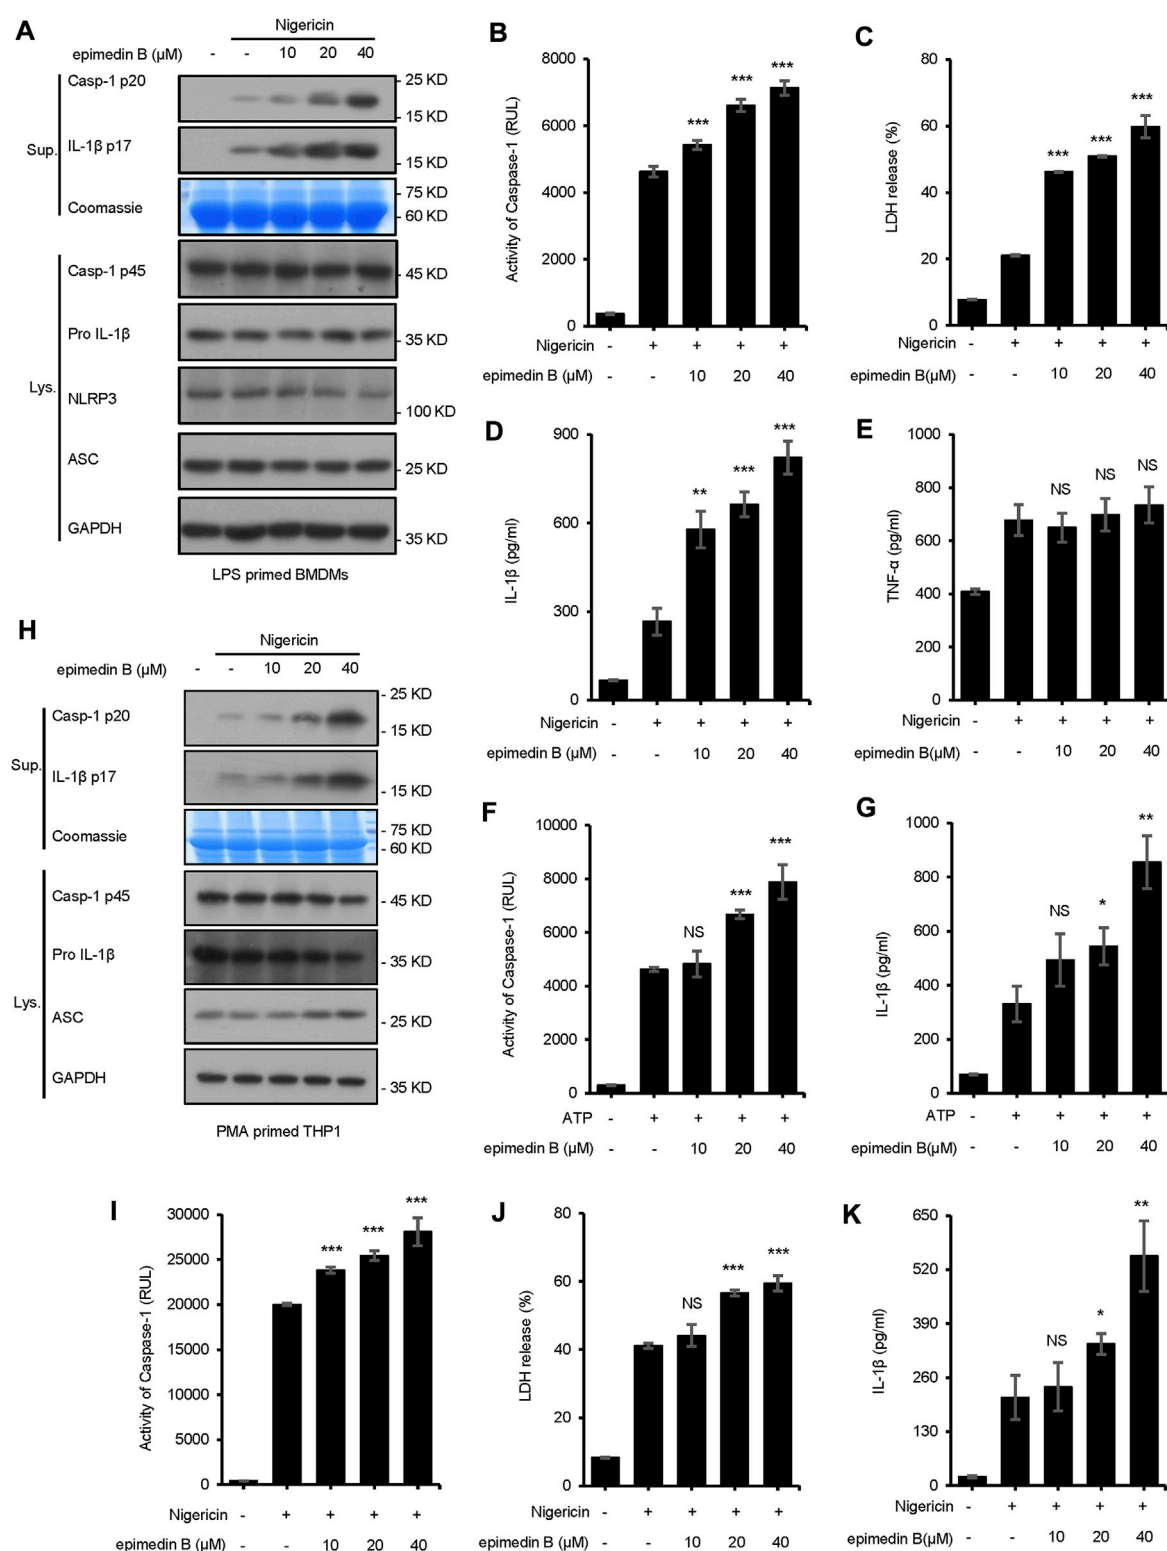 A
Nigericin
epimedin B (μM) - - 10 20 40
Sup.
Casp-1 p20
25 KD
15 KD
IL-1β p17
15 KD
Coomassie
75 KD
60 KD
Lys.
Casp-1 p45
45 KD
Pro IL-1β
35 KD
NLRP3
100 KD
ASC
25 KD
GAPDH
35 KD
LPS primed BMDMs
B
Activity of Caspase-1 (RUL)
8000
6000
4000
2000
0
*** *** ***
Nigericin - + + + +
epimedin B (μM) - - 10 20 40
C
LDH release (%)
80
60
40
20
0
*** *** ***
Nigericin - + + + +
epimedin B(μM) - - 10 20 40
D
IL-1β (pg/ml)
900
600
300
0
** *** ***
Nigericin - + + + +
epimedin B (μM) - - 10 20 40
E
TNF-α (pg/ml)
1000
800
600
400
200
0
NS NS NS
Nigericin - + + + +
epimedin B(μM) - - 10 20 40
H
Nigericin
epimedin B (μM) - - 10 20 40
Sup.
Casp-1 p20
- 25 KD
- 15 KD
IL-1β p17
- 15 KD
Coomassie
- 75 KD
- 60 KD
Lys.
Casp-1 p45
- 45 KD
Pro IL-1β
- 35 KD
ASC
- 25 KD
GAPDH
- 35 KD
PMA primed THP1
F
Activity of Caspase-1 (RUL)
10000
8000
6000
4000
2000
0
NS *** ***
ATP - + + + +
epimedin B (μM) - - 10 20 40
G
IL-1β (pg/ml)
1000
800
600
400
200
0
NS * **
ATP - + + + +
epimedin B(μM) - - 10 20 40
I
Activity of Caspase-1 (RUL)
30000
25000
20000
15000
10000
5000
0
*** *** ***
Nigericin - + + + +
epimedin B (μM) - - 10 20 40
J
LDH release (%)
80
60
40
20
0
NS *** ***
Nigericin - + + + +
epimedin B (μM) - - 10 20 40
K
IL-1β (pg/ml)
650
520
390
260
130
0
NS * **
Nigericin - + + + +
epimedin B(μM) - - 10 20 40